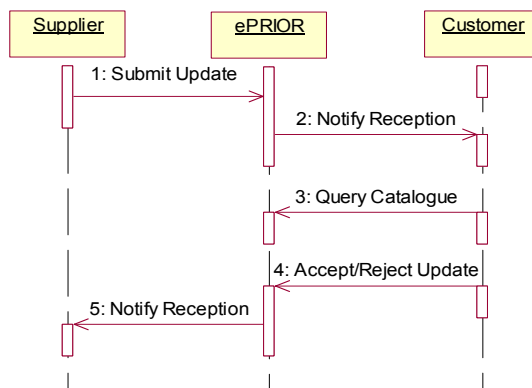 Supplier
ePRIOR
Customer
1: Submit Update
2: Notify Reception
3: Query Catalogue
4: Accept/Reject Update
5: Notify Reception